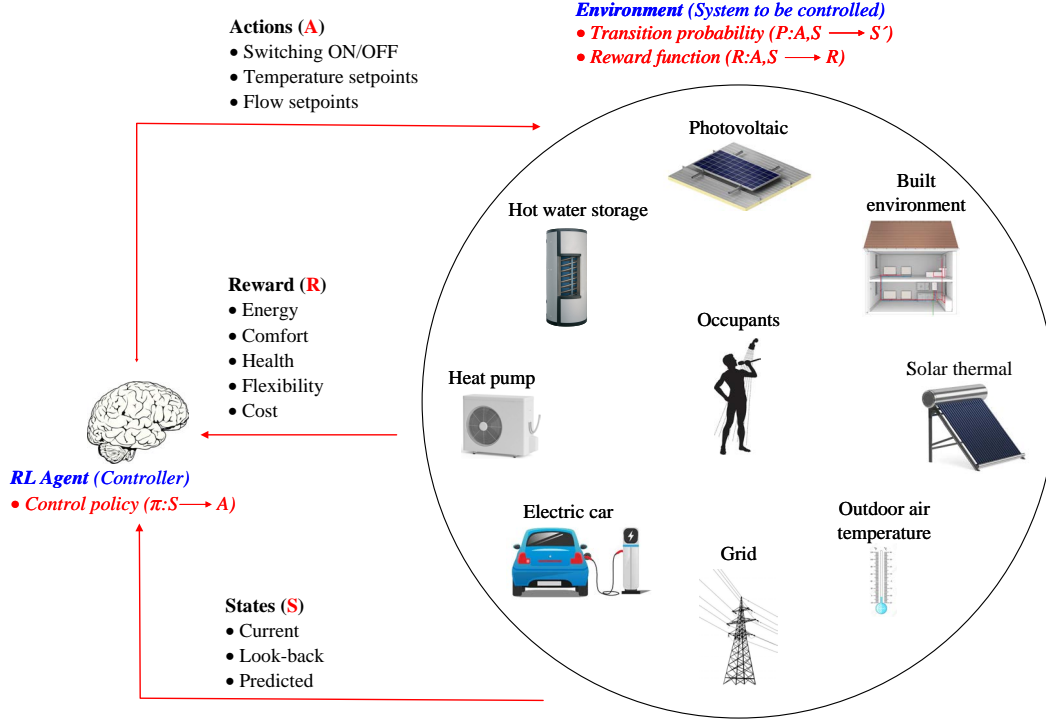 Environment (System to be controlled)
• Transition probability (P:A,S ⟶ S´)
• Reward function (R:A,S ⟶ R)
Actions (A)
• Switching ON/OFF
• Temperature setpoints
• Flow setpoints
Photovoltaic
Built
environment
Hot water storage
Reward (R)
• Energy
• Comfort
• Health
• Flexibility
• Cost
Occupants
Heat pump
Solar thermal
RL Agent (Controller)
• Control policy (π:S⟶ A)
Electric car
Outdoor air
temperature
Grid
States (S)
• Current
• Look-back
• Predicted